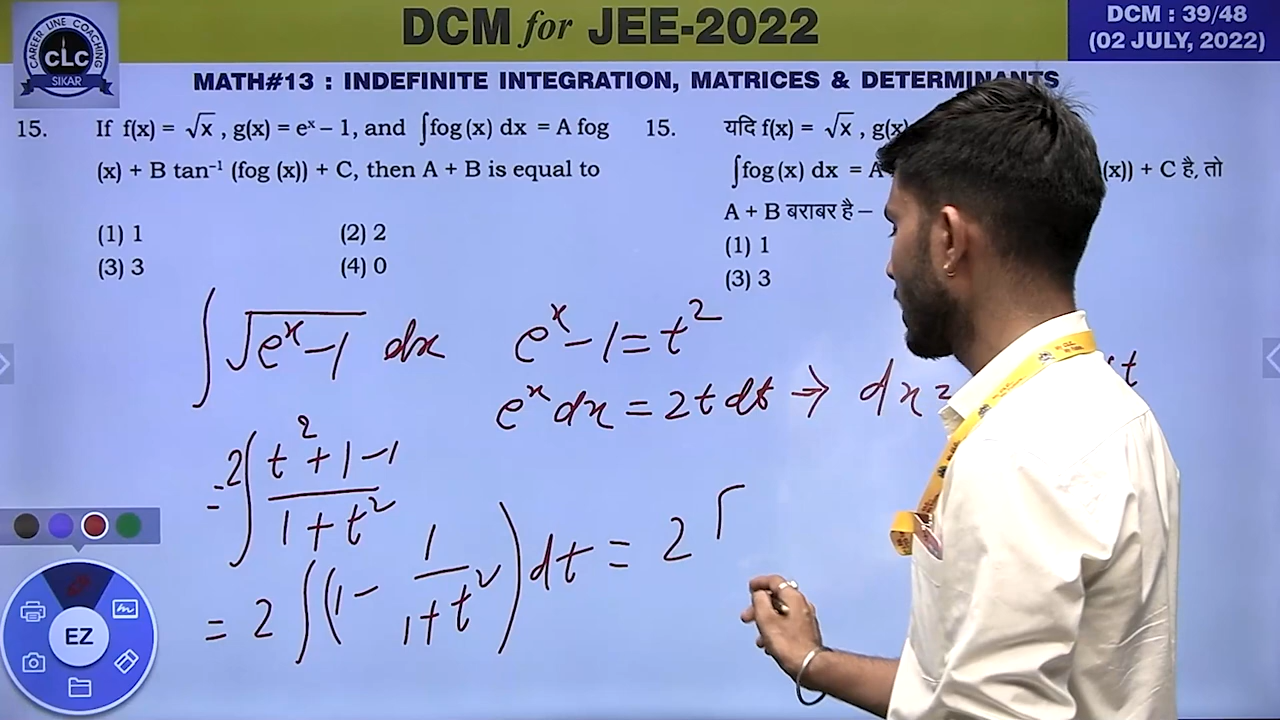 CAREER LINE COACHING
CLC
SIKAR
DCM for JEE-2022
DCM : 39/48
(02 JULY, 2022)
MATH#13 : INDEFINITE INTEGRATION, MATRICES & DETERMINANTS
15. If f(x) = √x , g(x) = eˣ – 1, and ∫fog (x) dx = A fog
(x) + B tan⁻¹ (fog (x)) + C, then A + B is equal to
(1) 1 (2) 2
(3) 3 (4) 0
15. यदि f(x) = √x , g(x)
∫fog (x) dx = A (x)) + C है, तो
A + B बराबर है –
(1) 1
(3) 3
∫√(eˣ-1) dx eˣ-1=t²
eˣdx = 2t dt → dx = t
= 2∫ (t²+1-1)/(1+t²)
= 2∫(1- 1/(1+t²)) dt = 2 [
EZ